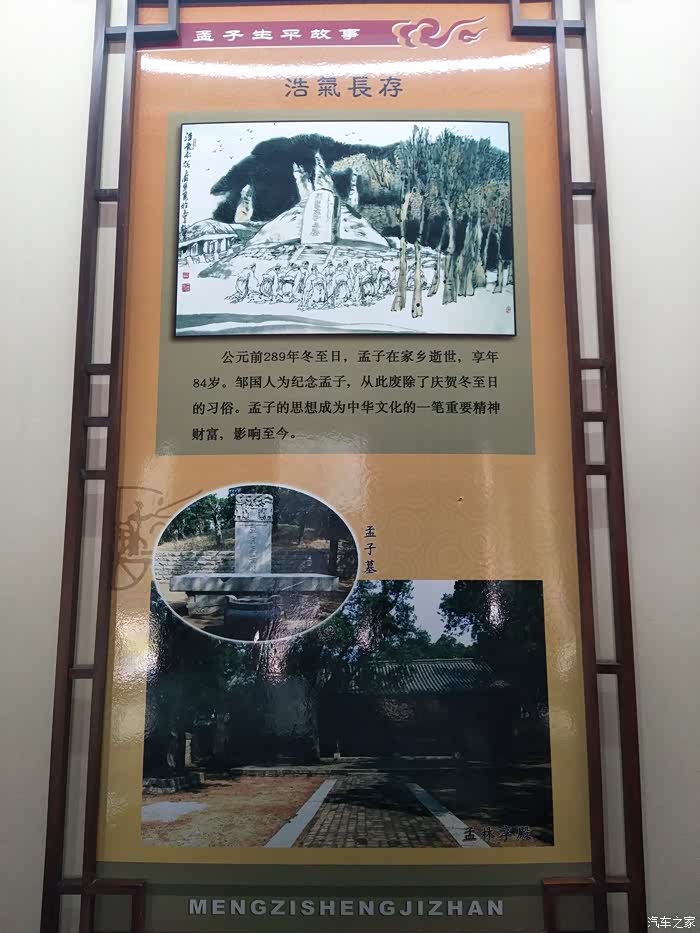 孟子生平故事
浩氣長存
公元前289年冬至日，孟子在家乡逝世，享年
84岁。邹国人为纪念孟子，从此废除了庆贺冬至日
的习俗。孟子的思想成为中华文化的一笔重要精神
财富，影响至今。
孟子墓
孟林享殿
MENGZISHENGJIZHAN
汽车之家